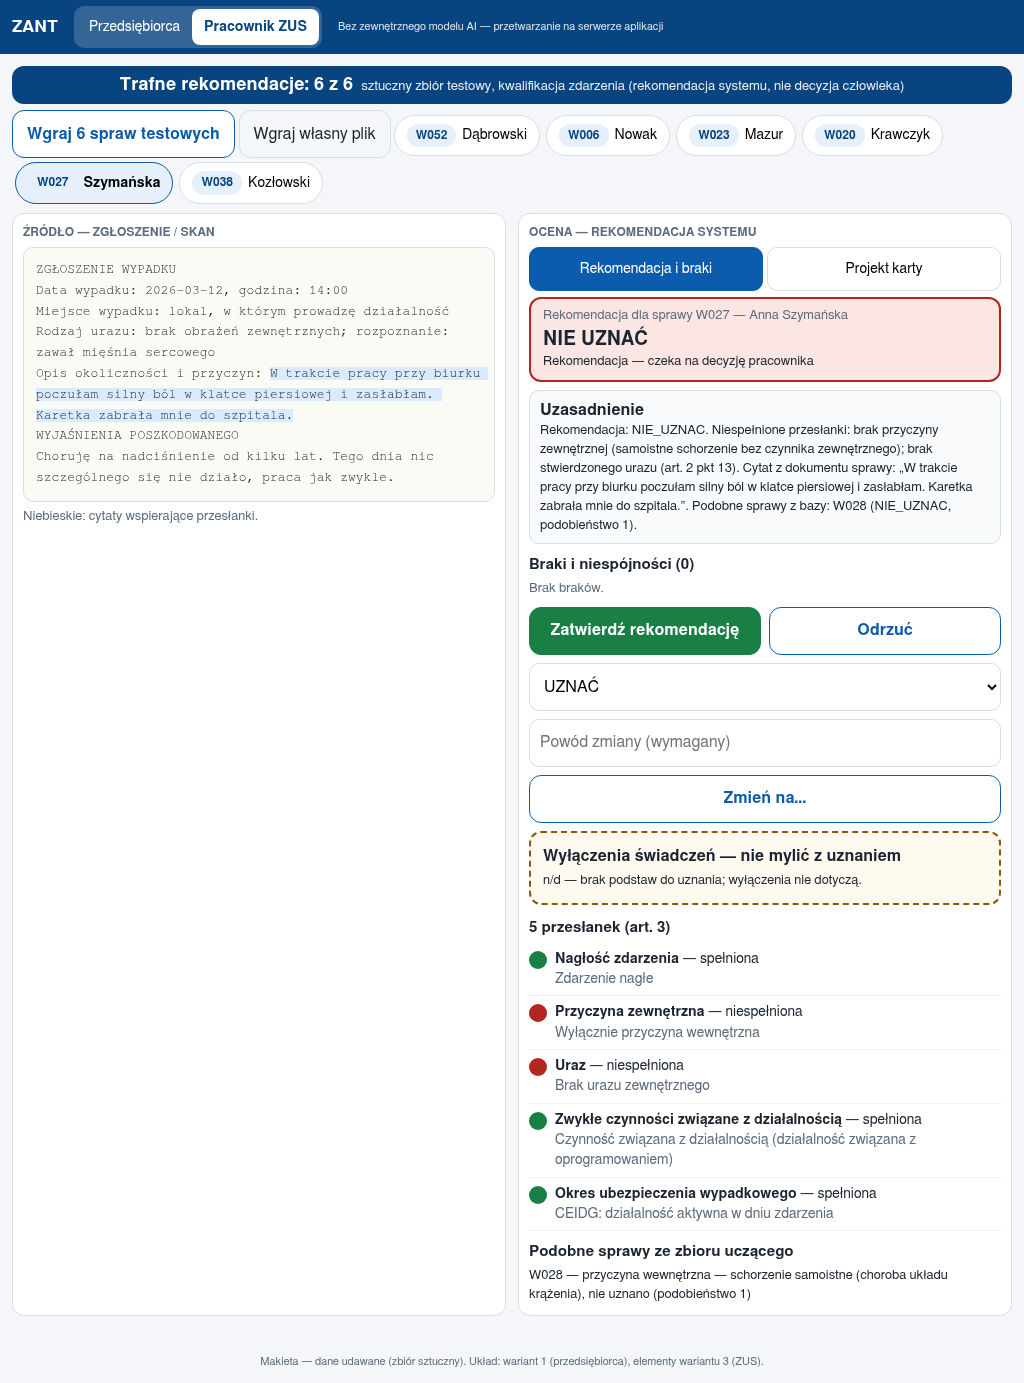 ZANT
Przedsiębiorca
Pracownik ZUS
Bez zewnętrznego modelu AI — przetwarzanie na serwerze aplikacji
Trafne rekomendacje: 6 z 6 sztuczny zbiór testowy, kwalifikacja zdarzenia (rekomendacja systemu, nie decyzja człowieka)
Wgraj 6 spraw testowych
Wgraj własny plik
W052 Dąbrowski
W006 Nowak
W023 Mazur
W020 Krawczyk
W027 Szymańska
W038 Kozłowski
ŹRÓDŁO — ZGŁOSZENIE / SKAN
ZGŁOSZENIE WYPADKU
Data wypadku: 2026-03-12, godzina: 14:00
Miejsce wypadku: lokal, w którym prowadzę działalność
Rodzaj urazu: brak obrażeń zewnętrznych; rozpoznanie:
zawał mięśnia sercowego
Opis okoliczności i przyczyn: W trakcie pracy przy biurku
poczułam silny ból w klatce piersiowej i zasłabłam.
Karetka zabrała mnie do szpitala.
WYJAŚNIENIA POSZKODOWANEGO
Choruję na nadciśnienie od kilku lat. Tego dnia nic
szczególnego się nie działo, praca jak zwykle.
Niebieskie: cytaty wspierające przesłanki.
OCENA — REKOMENDACJA SYSTEMU
Rekomendacja i braki
Projekt karty
Rekomendacja dla sprawy W027 — Anna Szymańska
NIE UZNAĆ
Rekomendacja — czeka na decyzję pracownika
Uzasadnienie
Rekomendacja: NIE_UZNAC. Niespełnione przesłanki: brak przyczyny
zewnętrznej (samoistne schorzenie bez czynnika zewnętrznego); brak
stwierdzonego urazu (art. 2 pkt 13). Cytat z dokumentu sprawy: „W trakcie
pracy przy biurku poczułam silny ból w klatce piersiowej i zasłabłam. Karetka
zabrała mnie do szpitala.”. Podobne sprawy z bazy: W028 (NIE_UZNAC,
podobieństwo 1).
Braki i niespójności (0)
Brak braków.
Zatwierdź rekomendację
Odrzuć
UZNAĆ
Powód zmiany (wymagany)
Zmień na...
Wyłączenia świadczeń — nie mylić z uznaniem
n/d — brak podstaw do uznania; wyłączenia nie dotyczą.
5 przesłanek (art. 3)
Nagłość zdarzenia — spełniona
Zdarzenie nagłe
Przyczyna zewnętrzna — niespełniona
Wyłącznie przyczyna wewnętrzna
Uraz — niespełniona
Brak urazu zewnętrznego
Zwykłe czynności związane z działalnością — spełniona
Czynność związana z działalnością (działalność związana z
oprogramowaniem)
Okres ubezpieczenia wypadkowego — spełniona
CEIDG: działalność aktywna w dniu zdarzenia
Podobne sprawy ze zbioru uczącego
W028 — przyczyna wewnętrzna — schorzenie samoistne (choroba układu
krążenia), nie uznano (podobieństwo 1)
Makieta — dane udawane (zbiór sztuczny). Układ: wariant 1 (przedsiębiorca), elementy wariantu 3 (ZUS).